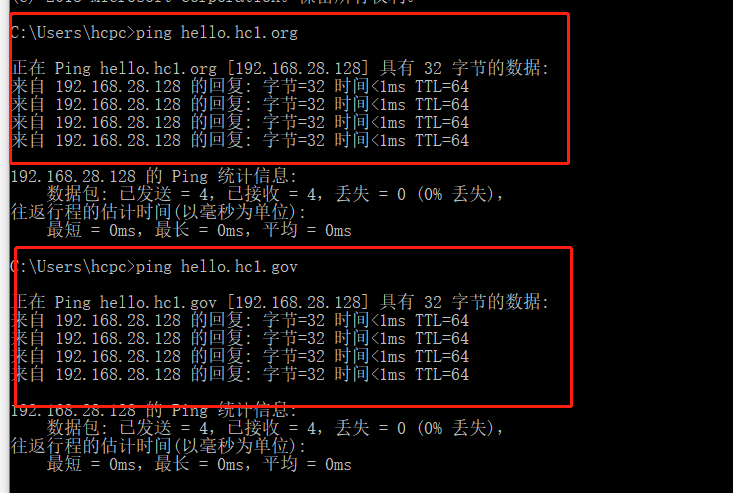 C:\Users\hcpc>ping hello.hc1.org
正在 Ping hello.hc1.org [192.168.28.128] 具有 32 字节的数据:
来自 192.168.28.128 的回复: 字节=32 时间<1ms TTL=64
来自 192.168.28.128 的回复: 字节=32 时间<1ms TTL=64
来自 192.168.28.128 的回复: 字节=32 时间<1ms TTL=64
来自 192.168.28.128 的回复: 字节=32 时间<1ms TTL=64
192.168.28.128 的 Ping 统计信息:
    数据包: 已发送 = 4，已接收 = 4，丢失 = 0 (0% 丢失)，
往返行程的估计时间(以毫秒为单位):
    最短 = 0ms，最长 = 0ms，平均 = 0ms
C:\Users\hcpc>ping hello.hc1.gov
正在 Ping hello.hc1.gov [192.168.28.128] 具有 32 字节的数据:
来自 192.168.28.128 的回复: 字节=32 时间<1ms TTL=64
来自 192.168.28.128 的回复: 字节=32 时间<1ms TTL=64
来自 192.168.28.128 的回复: 字节=32 时间<1ms TTL=64
来自 192.168.28.128 的回复: 字节=32 时间<1ms TTL=64
192.168.28.128 的 Ping 统计信息:
    数据包: 已发送 = 4，已接收 = 4，丢失 = 0 (0% 丢失)，
往返行程的估计时间(以毫秒为单位):
    最短 = 0ms，最长 = 0ms，平均 = 0ms